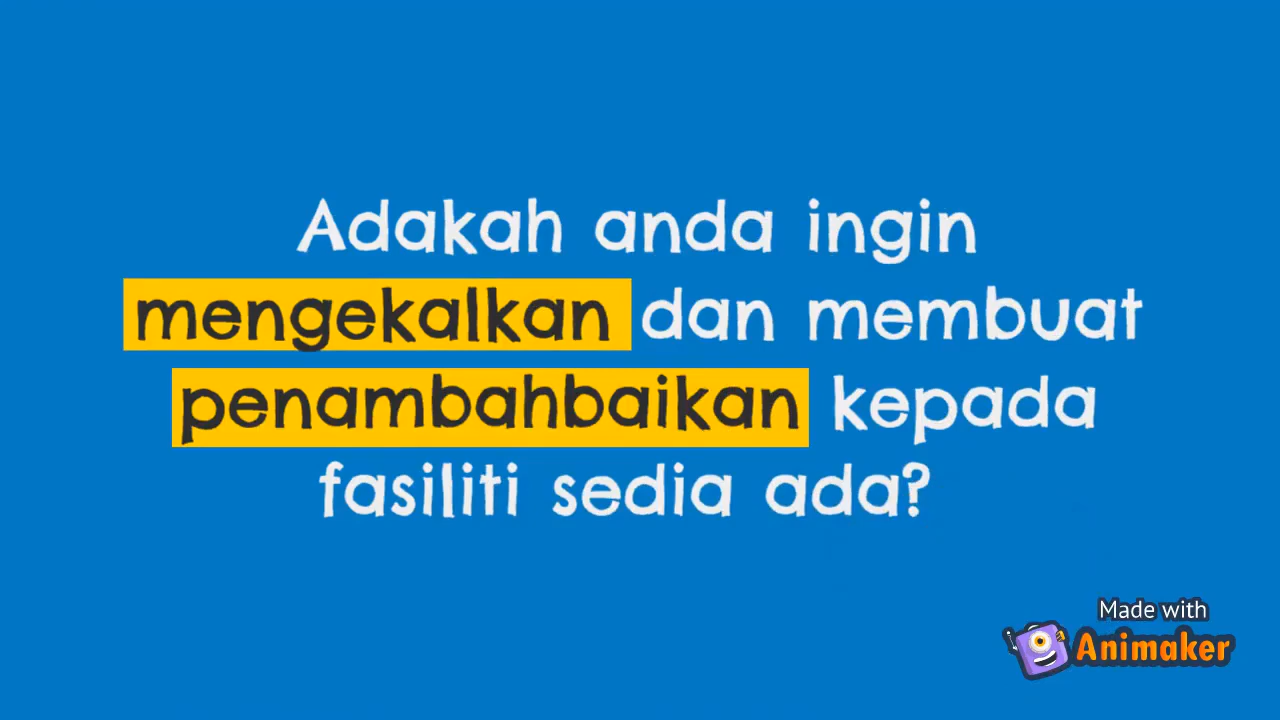 Adakah anda ingin
mengekalkan dan membuat
penambahbaikan kepada
fasiliti sedia ada?
Made with
Animaker